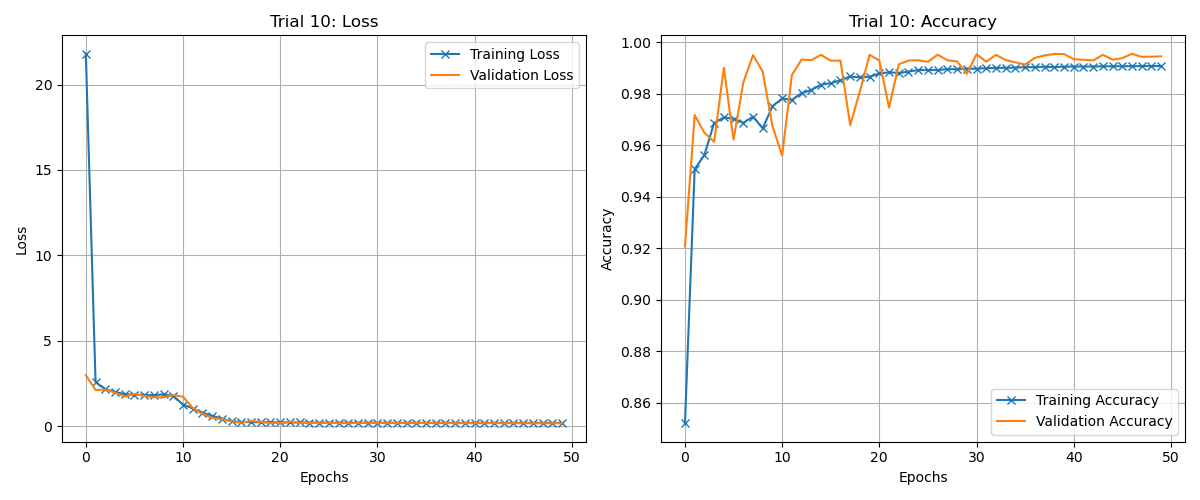 Trial 10: Loss
20
15
10
5
0
Loss
0
10
20
30
40
50
Epochs
Training Loss
Validation Loss
Trial 10: Accuracy
1.00
0.98
0.96
0.94
0.92
0.90
0.88
0.86
Accuracy
0
10
20
30
40
50
Epochs
Training Accuracy
Validation Accuracy